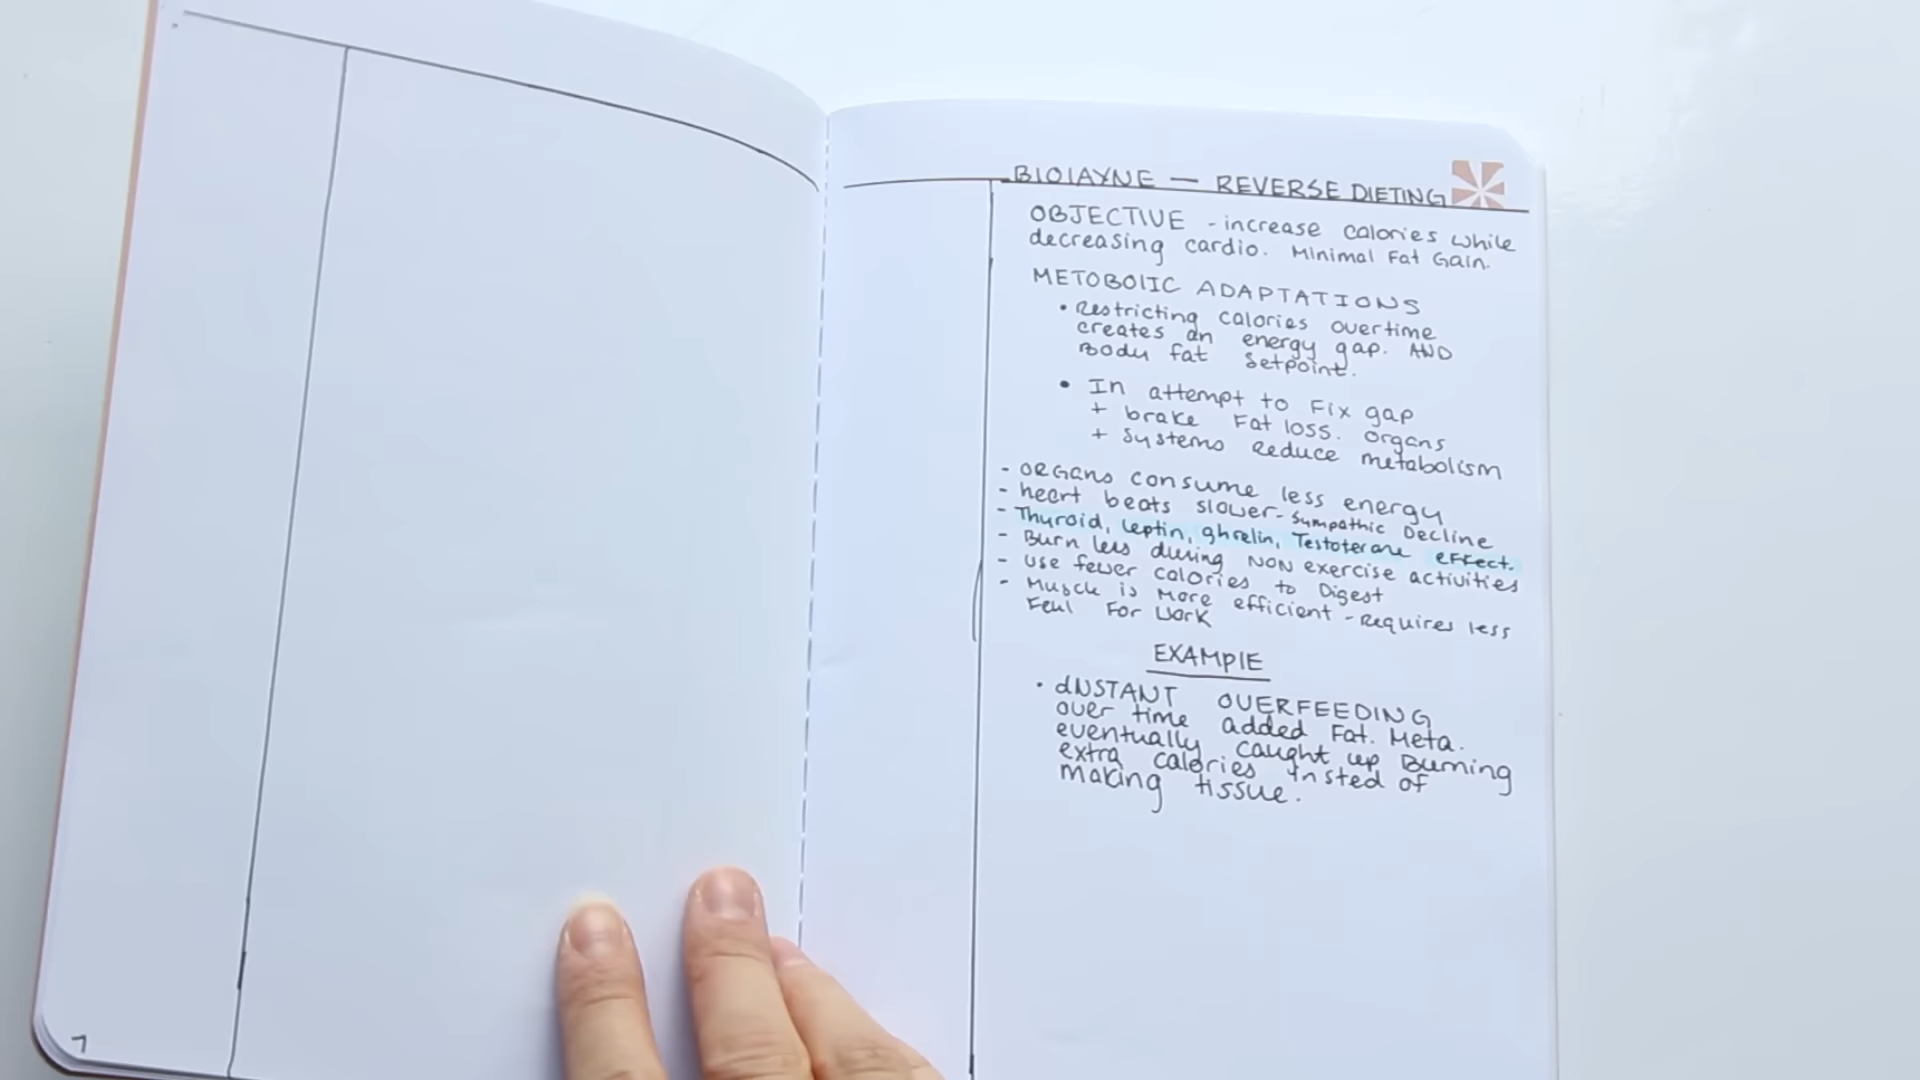 7
BIOLAYNE — REVERSE DIETING
OBJECTIVE - increase calories while
decreasing cardio. Minimal Fat Gain.
METOBOLIC ADAPTATIONS
• Restricting calories overtime
creates an energy gap. AND
Body fat setpoint.
• In attempt to Fix gap
+ brake Fat loss. organs
+ Systems Reduce metabolism
- ORGANS CONSUME less energy
- heart beats slower - Sympathic Decline
- Thyroid, leptin, ghrelin, Testoterone effect.
- Burn less during NON exercise activities
- use fewer calories to Digest
- Muscle is More efficient - Requires less
Feul For Work
EXAMPLE
• INSTANT OVERFEEDING
over time added Fat. Meta.
eventually caught up Burning
extra calories insted of
making tissue.